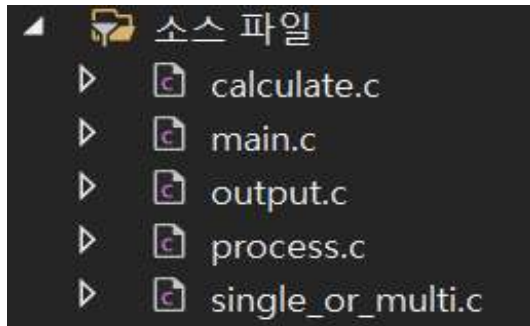 소스 파일
calculate.c
main.c
output.c
process.c
single_or_multi.c